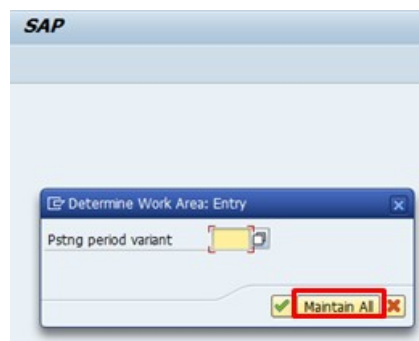 SAP
Determine Work Area: Entry
Pstng period variant
Maintain All